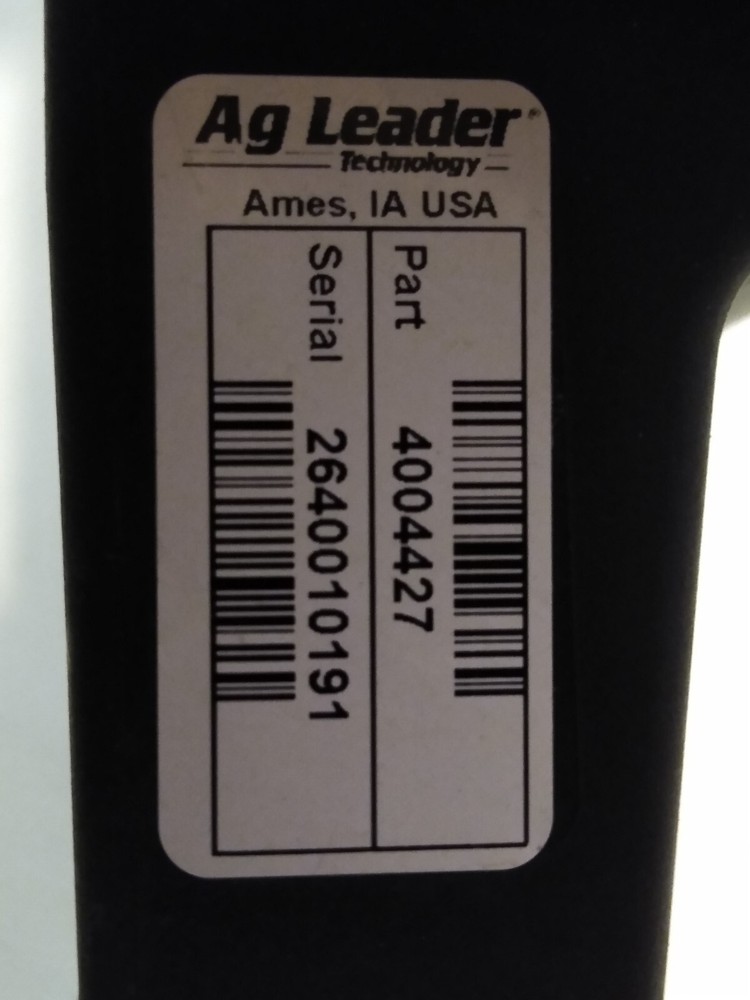 Ag Leader
Technology
Ames, IA USA
Part 4004427
Serial 2640010191